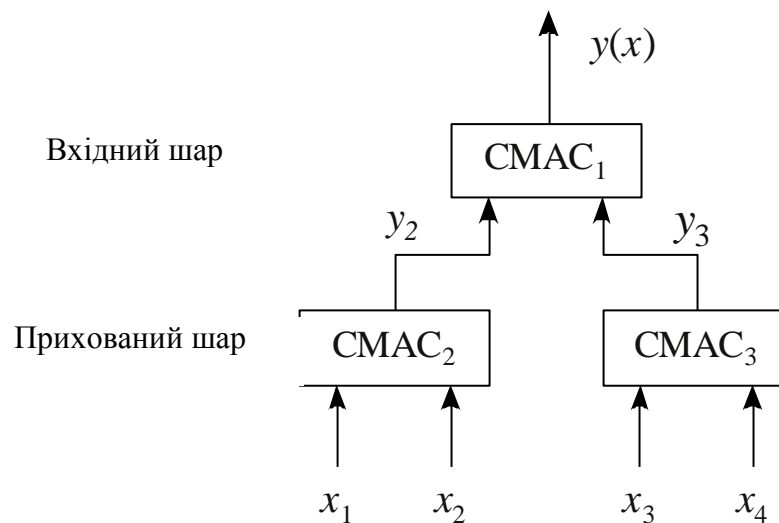 y(x)
Вхідний шар
CMAC₁
y₂
y₃
Прихований шар
CMAC₂
CMAC₃
x₁
x₂
x₃
x₄